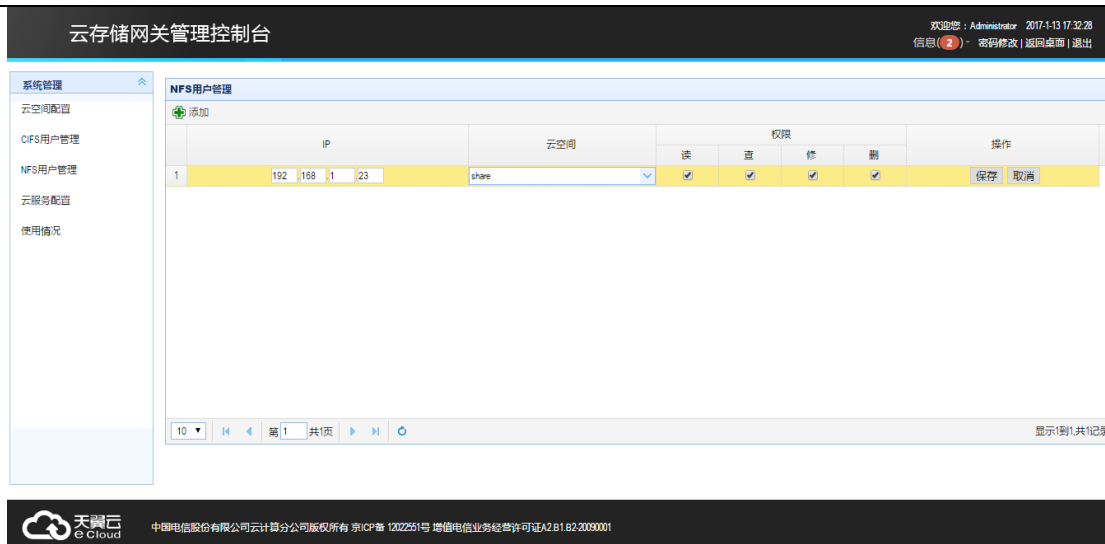 云存储网关管理控制台
欢迎您：Administrator 2017-1-13 17:32:28
信息(2) 密码修改 | 返回桌面 | 退出
系统管理
云空间配置
CIFS用户管理
NFS用户管理
云服务配置
使用情况
NFS用户管理
添加
IP 云空间 权限 操作
读 查 修 删
1 192 .168 .1 .23 share 保存 取消
10 第 1 共1页
显示1到1,共1记录
天翼云
e Cloud
中国电信股份有限公司云计算分公司版权所有 京ICP备 12022551号 增值电信业务经营许可证A2.B1.B2-20090001